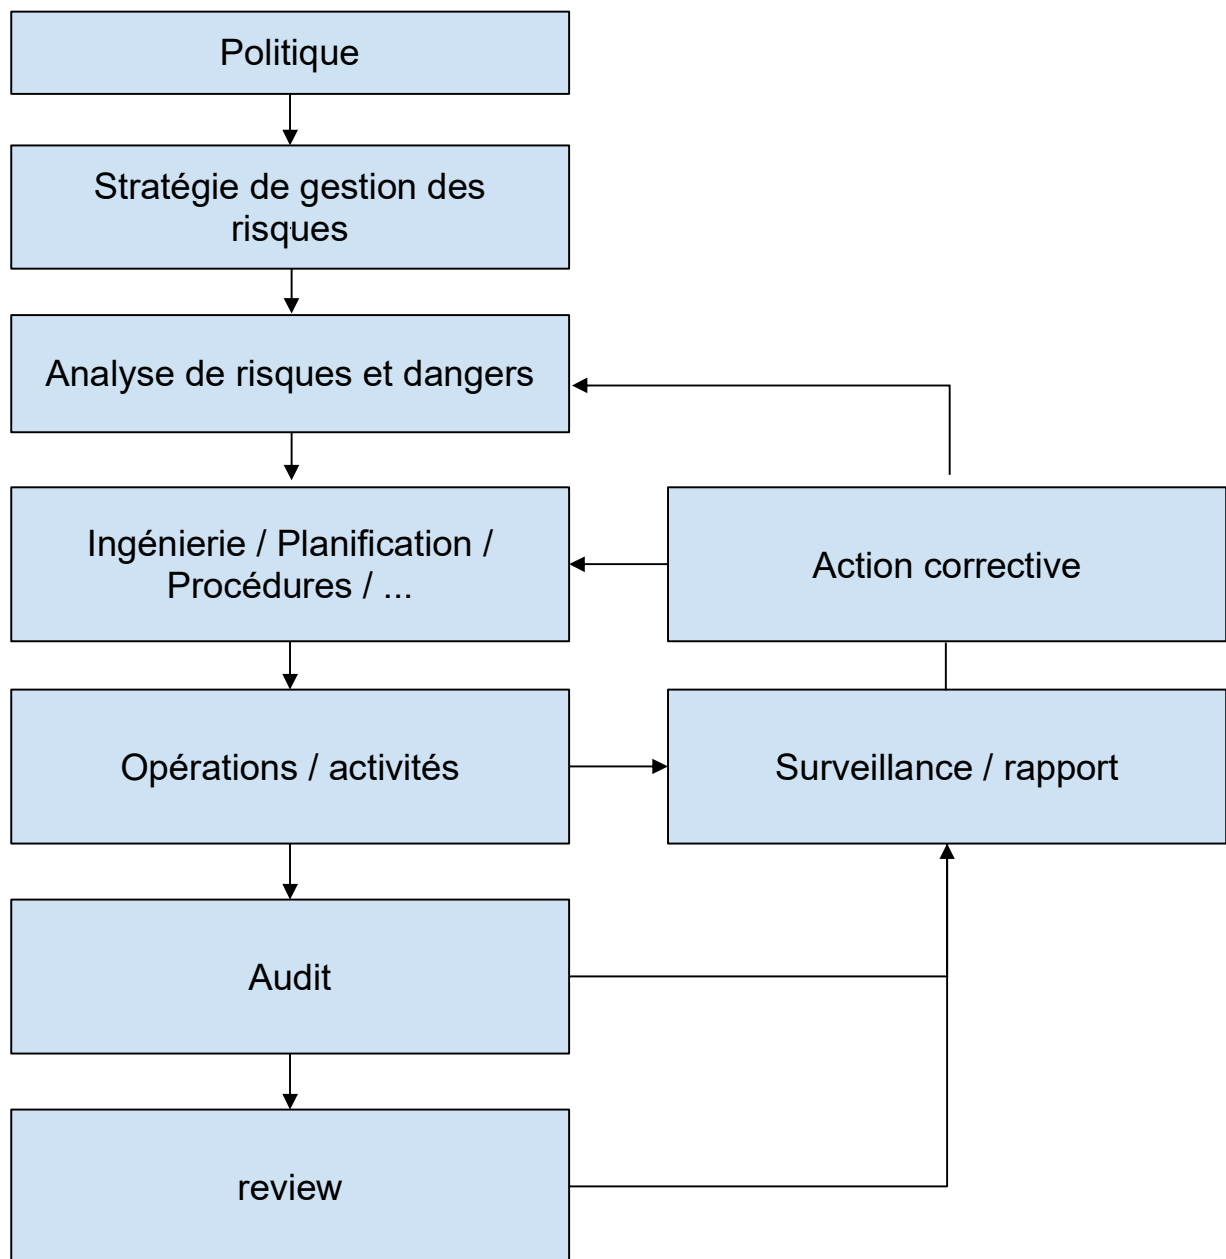 Politique
Stratégie de gestion des
risques
Analyse de risques et dangers
Ingénierie / Planification /
Procédures / ...
Action corrective
Opérations / activités
Surveillance / rapport
Audit
review